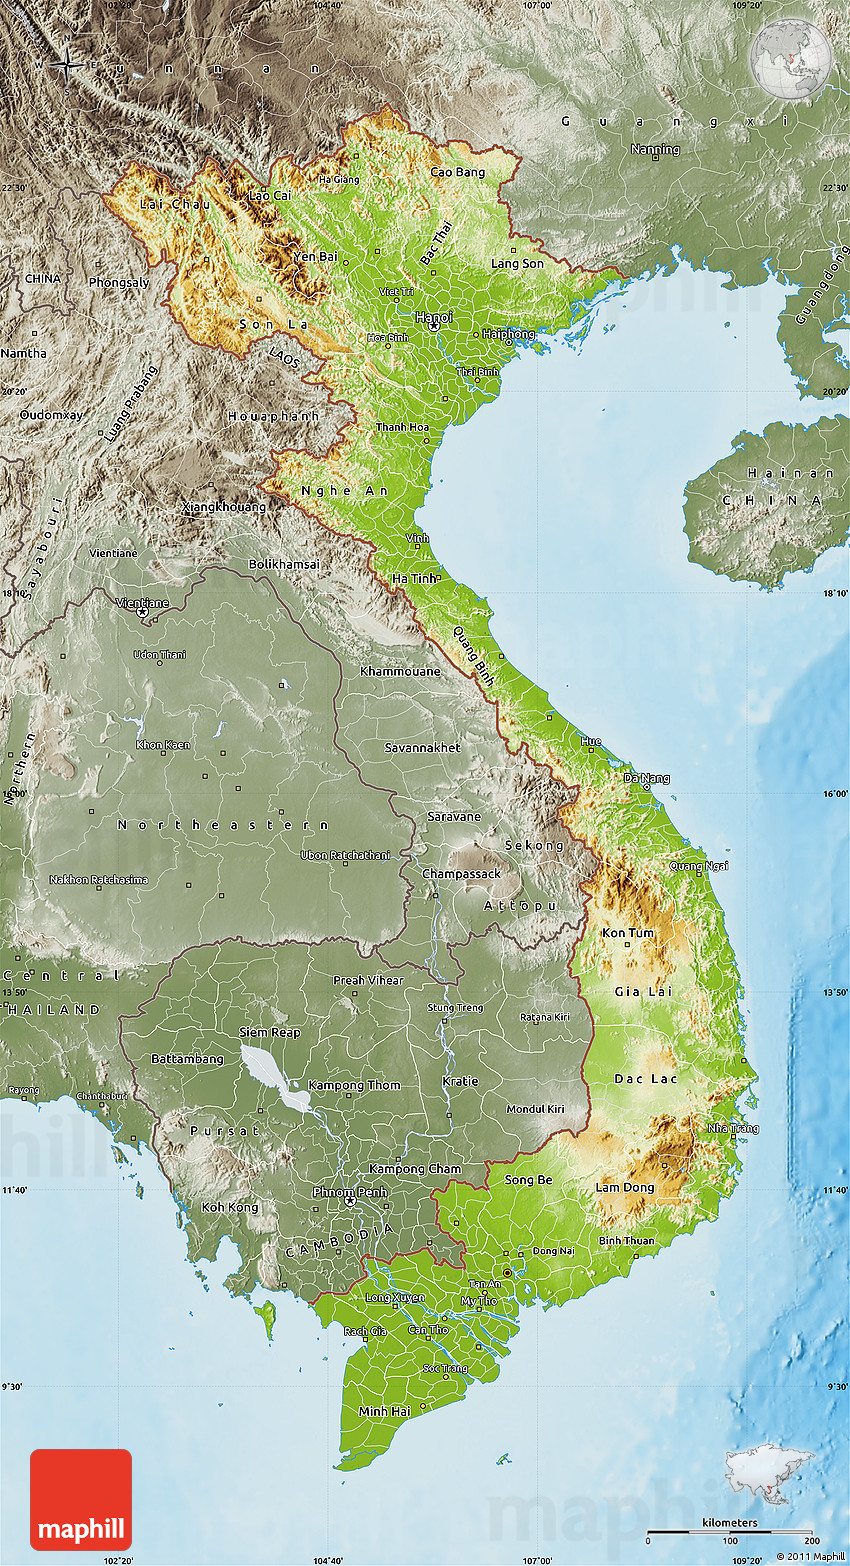 102°20'
104°40'
107°00'
109°20'
N
W E
S
Yunnan
Guangxi
Nanning
Ha Giang
Cao Bang
22°30'
22°30'
Lai Chau
Lao Cai
Bac Thai
Yen Bai
Lang Son
CHINA
Phongsaly
Guangdong
Viet Tri
Hanoi
Son La
Hoa Binh
Haiphong
Namtha
LAOS
Thai Binh
20°20'
20°20'
Luang Prabang
Oudomxay
Houaphanh
Thanh Hoa
Hainan
CHINA
Nghe An
Xiangkhouang
Sayabouri
Vinh
Vientiane
Bolikhamsai
Ha Tinh
18°10'
18°10'
Vientiane
Quang Binh
Udon Thani
Khammouane
Khon Kaen
Savannakhet
Hue
Northern
Da Nang
16°00'
16°00'
Saravane
Northeastern
Sekong
Ubon Ratchathani
Quang Ngai
Nakhon Ratchasima
Champassack
Attopu
Kon Tum
Central
Preah Vihear
Gia Lai
13°50'
13°50'
THAILAND
Stung Treng
Ratana Kiri
Siem Reap
Battambang
Dac Lac
Kampong Thom
Kratie
Rayong
Chanthaburi
Mondul Kiri
Pursat
Nha Trang
Kampong Cham
Song Be
11°40'
11°40'
Phnom Penh
Lam Dong
Koh Kong
CAMBODIA
Binh Thuan
Dong Nai
Tan An
Long Xuyen
My Tho
Rach Gia
Can Tho
Soc Trang
9°30'
9°30'
Minh Hai
maphill
maphill
kilometers
0 100 200
102°20'
104°40'
107°00'
109°20'
© 2011 Maphill